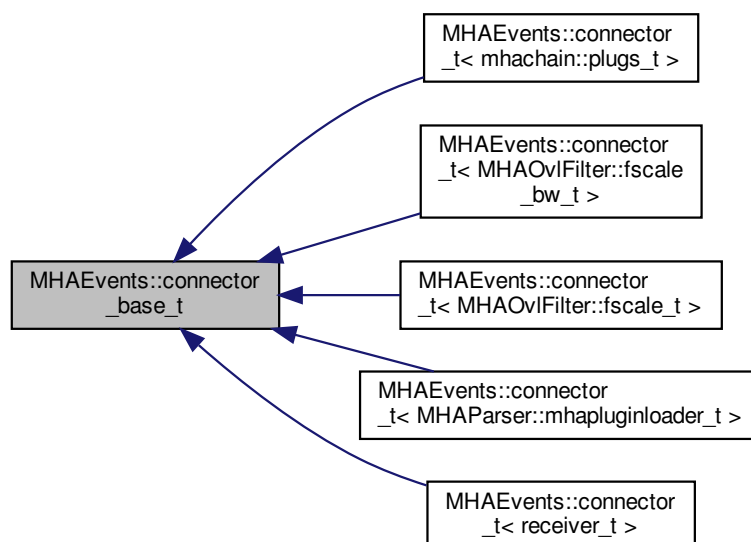 MHAEvents::connector
_t< mhachain::plugs_t >
MHAEvents::connector
_t< MHAOvlFilter::fscale
_bw_t >
MHAEvents::connector
_base_t
MHAEvents::connector
_t< MHAOvlFilter::fscale_t >
MHAEvents::connector
_t< MHAParser::mhapluginloader_t >
MHAEvents::connector
_t< receiver_t >